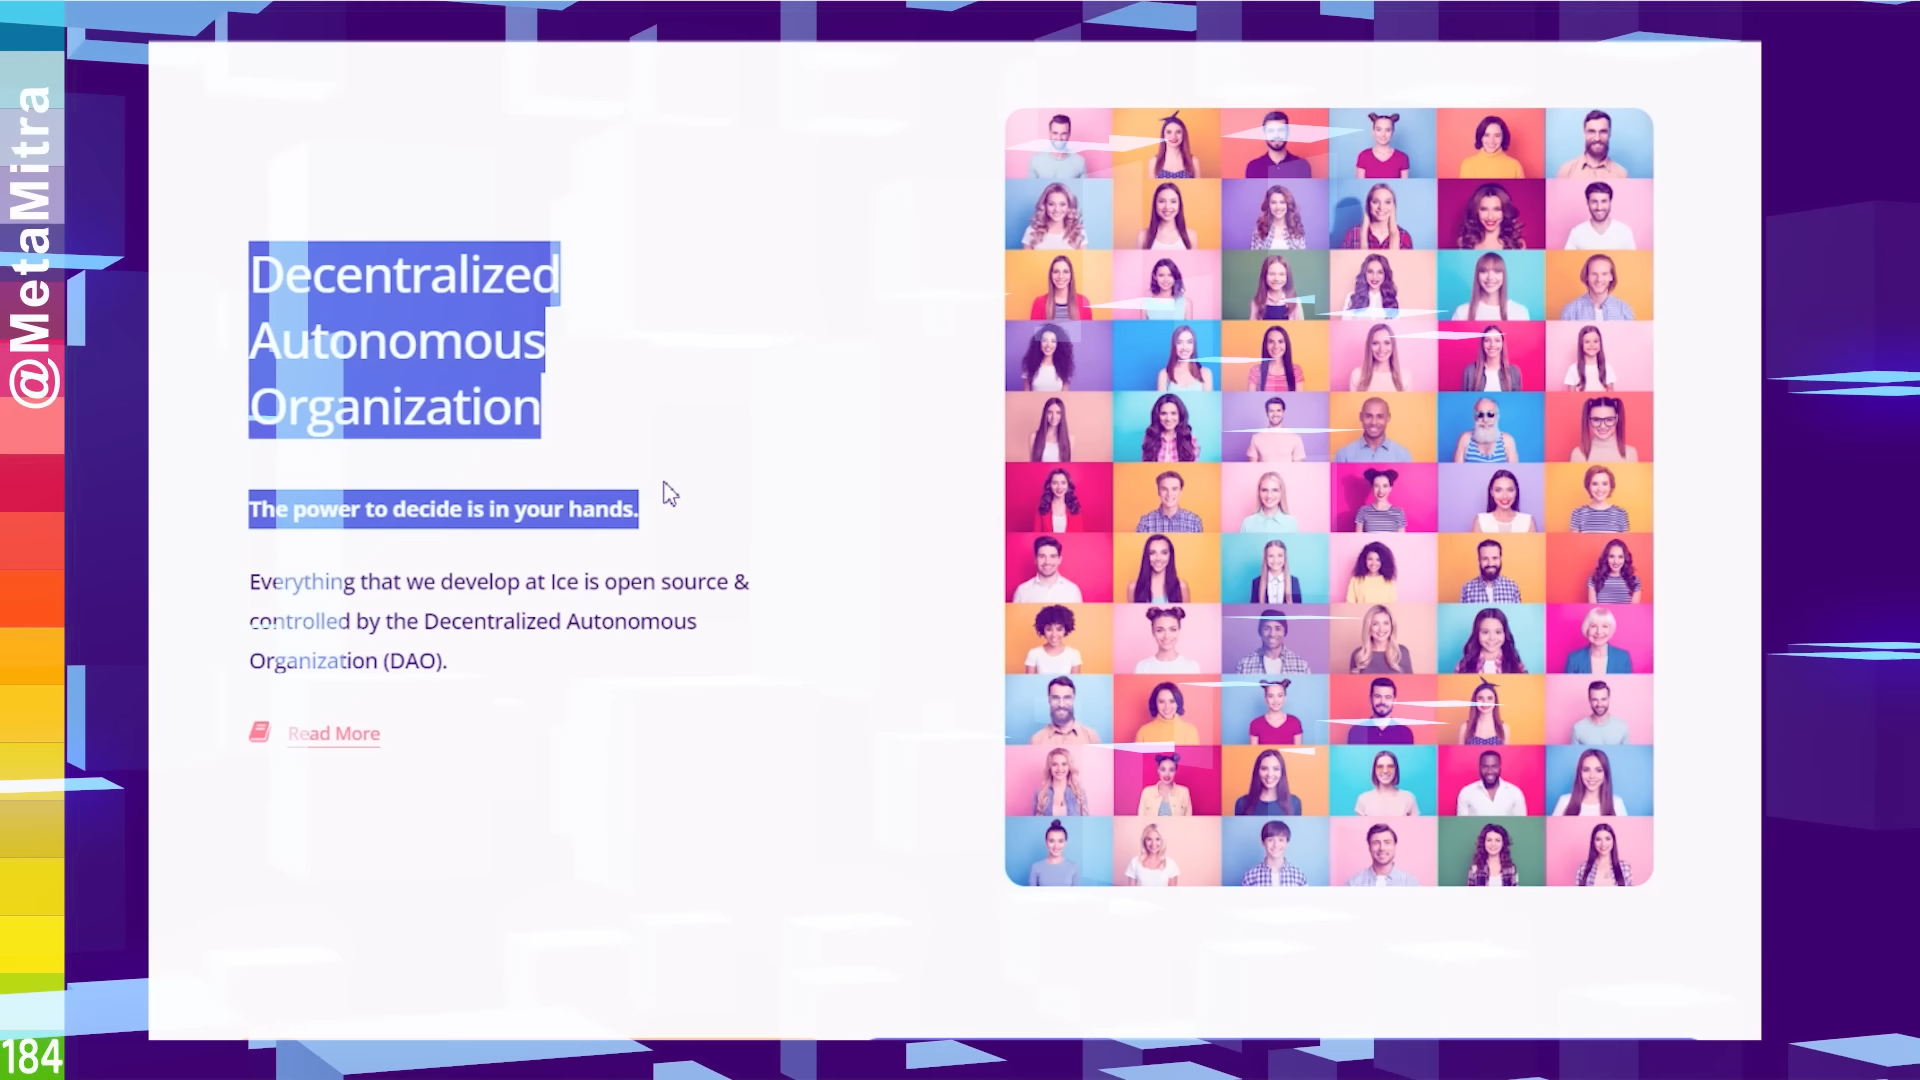 @MetaMitra
Decentralized
Autonomous
Organization
The power to decide is in your hands.
Everything that we develop at Ice is open source &
controlled by the Decentralized Autonomous
Organization (DAO).
Read More
184